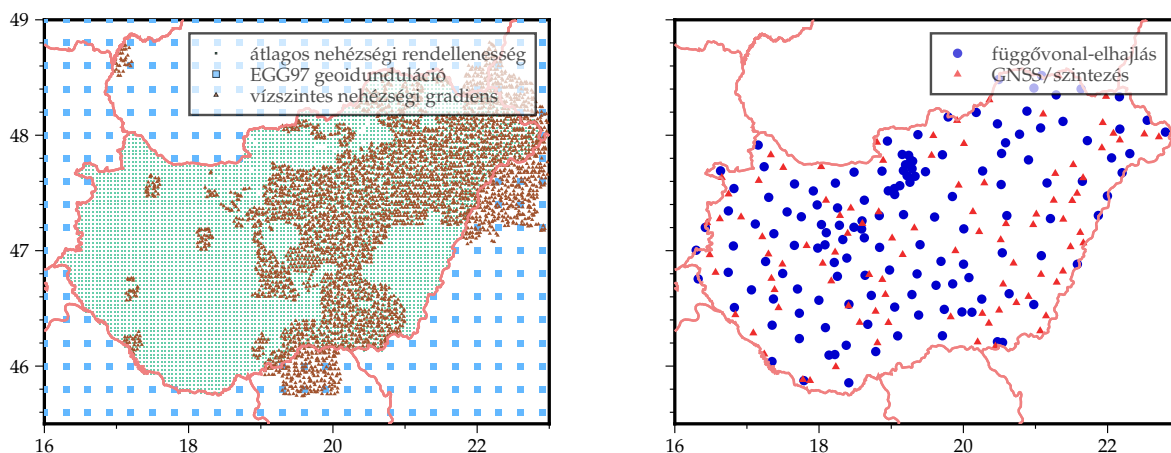 49
48
47
46
16
18
20
22
átlagos nehézségi rendellenesség
EGG97 geoidunduláció
vízszintes nehézségi gradiens
függővonal-elhajlás
GNSS/szintezés
16
18
20
22